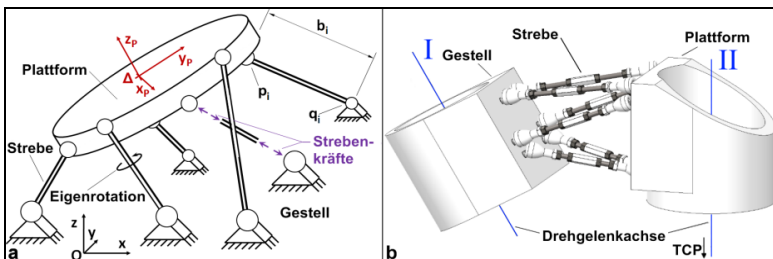 z_P
y_P
Δ
x_P
Plattform
b_i
p_i
q_i
Strebe
Streben-
kräfte
Eigenrotation
Gestell
z
y
x
O
a
I
Gestell
Strebe
Plattform
II
Drehgelenkachse
TCP
b